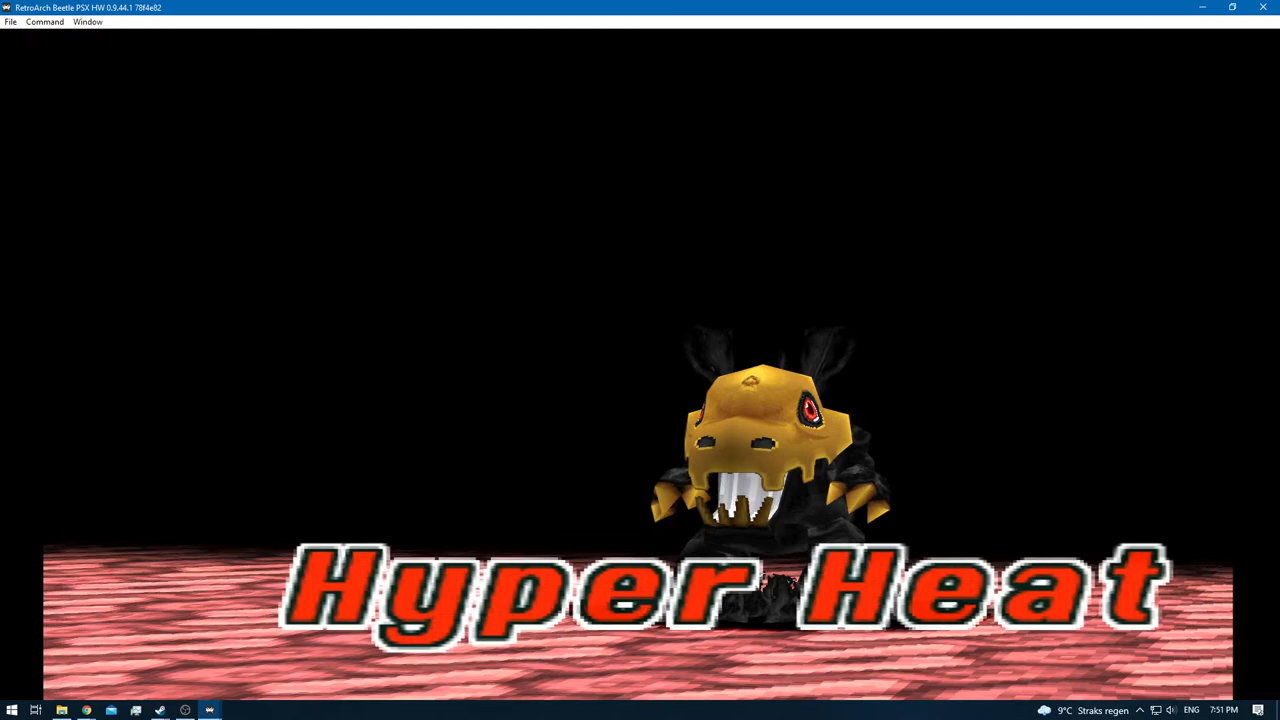 RetroArch Beetle PSX HW 0.9.44.1 78f4e82
File Command Window
Hyper Heat
9°C Straks regen ENG 7:51 PM